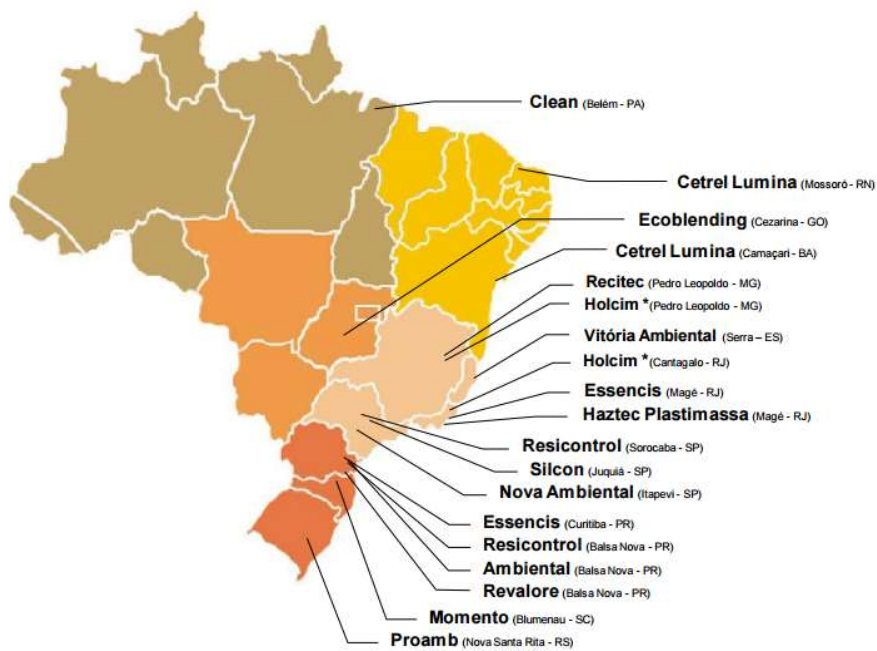 Clean (Belém - PA)
Cetrel Lumina (Mossoró - RN)
Ecoblending (Cezarina - GO)
Cetrel Lumina (Camaçari - BA)
Recitec (Pedro Leopoldo - MG)
Holcim * (Pedro Leopoldo - MG)
Vitória Ambiental (Serra – ES)
Holcim * (Cantagalo - RJ)
Essencis (Magé - RJ)
Haztec Plastimassa (Magé - RJ)
Resicontrol (Sorocaba - SP)
Silcon (Juquiá - SP)
Nova Ambiental (Itapevi - SP)
Essencis (Curitiba - PR)
Resicontrol (Balsa Nova - PR)
Ambiental (Balsa Nova - PR)
Revalore (Balsa Nova - PR)
Momento (Blumenau - SC)
Proamb (Nova Santa Rita - RS)